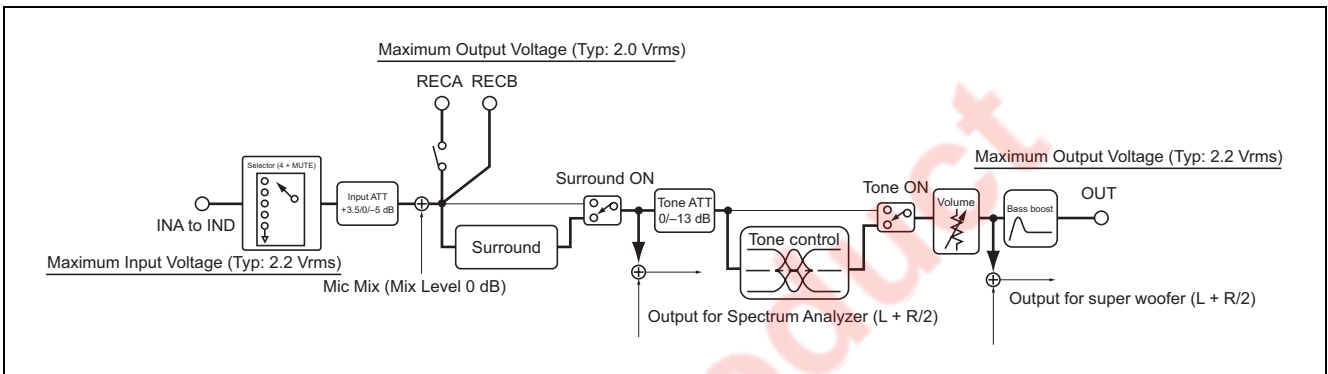 Maximum Output Voltage (Typ: 2.0 Vrms)
RECA RECB
Maximum Output Voltage (Typ: 2.2 Vrms)
Selector (4 + MUTE)
Surround ON
Tone ON
OUT
Input ATT
+3.5/0/–5 dB
Tone ATT
0/–13 dB
Volume
Bass boost
INA to IND
Surround
Tone control
Maximum Input Voltage (Typ: 2.2 Vrms)
Mic Mix (Mix Level 0 dB)
Output for Spectrum Analyzer (L + R/2)
Output for super woofer (L + R/2)
oduct